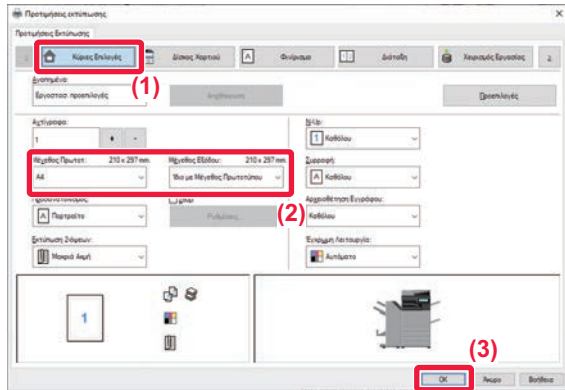 Προτιμήσεις εκτύπωσης
Προτιμήσεις Εκτύπωσης
Κύριες Επιλογές
Δίσκος Χαρτιού
Φινίρισμα
Διάταξη
Χειρισμός Εργασίας
(1)
Αγαπημένα:
Εργοστασ προεπιλογές
Αποθήκευση
Προεπιλογές
Αντίγραφα:
1
+ -
N-Up:
1 Καθόλου
Μέγεθος Πρωτοτ: 210 x 297 mm.
Μέγεθος Εξόδου: 210 x 297 mm.
A4
Ίδιο με Μέγεθος Πρωτοτύπου
Συρραφή:
A Καθόλου
(2)
Προσανατολισμός:
A Πορτραίτο
Ρυθμίσεις...
Αρχειοθέτηση Εγγράφου:
Καθόλου
Εκτύπωση 2όψεων:
Μακριά Ακμή
Έγχρωμη Λειτουργία:
Αυτόματο
1
(3)
OK
Άκυρο
Βοήθεια